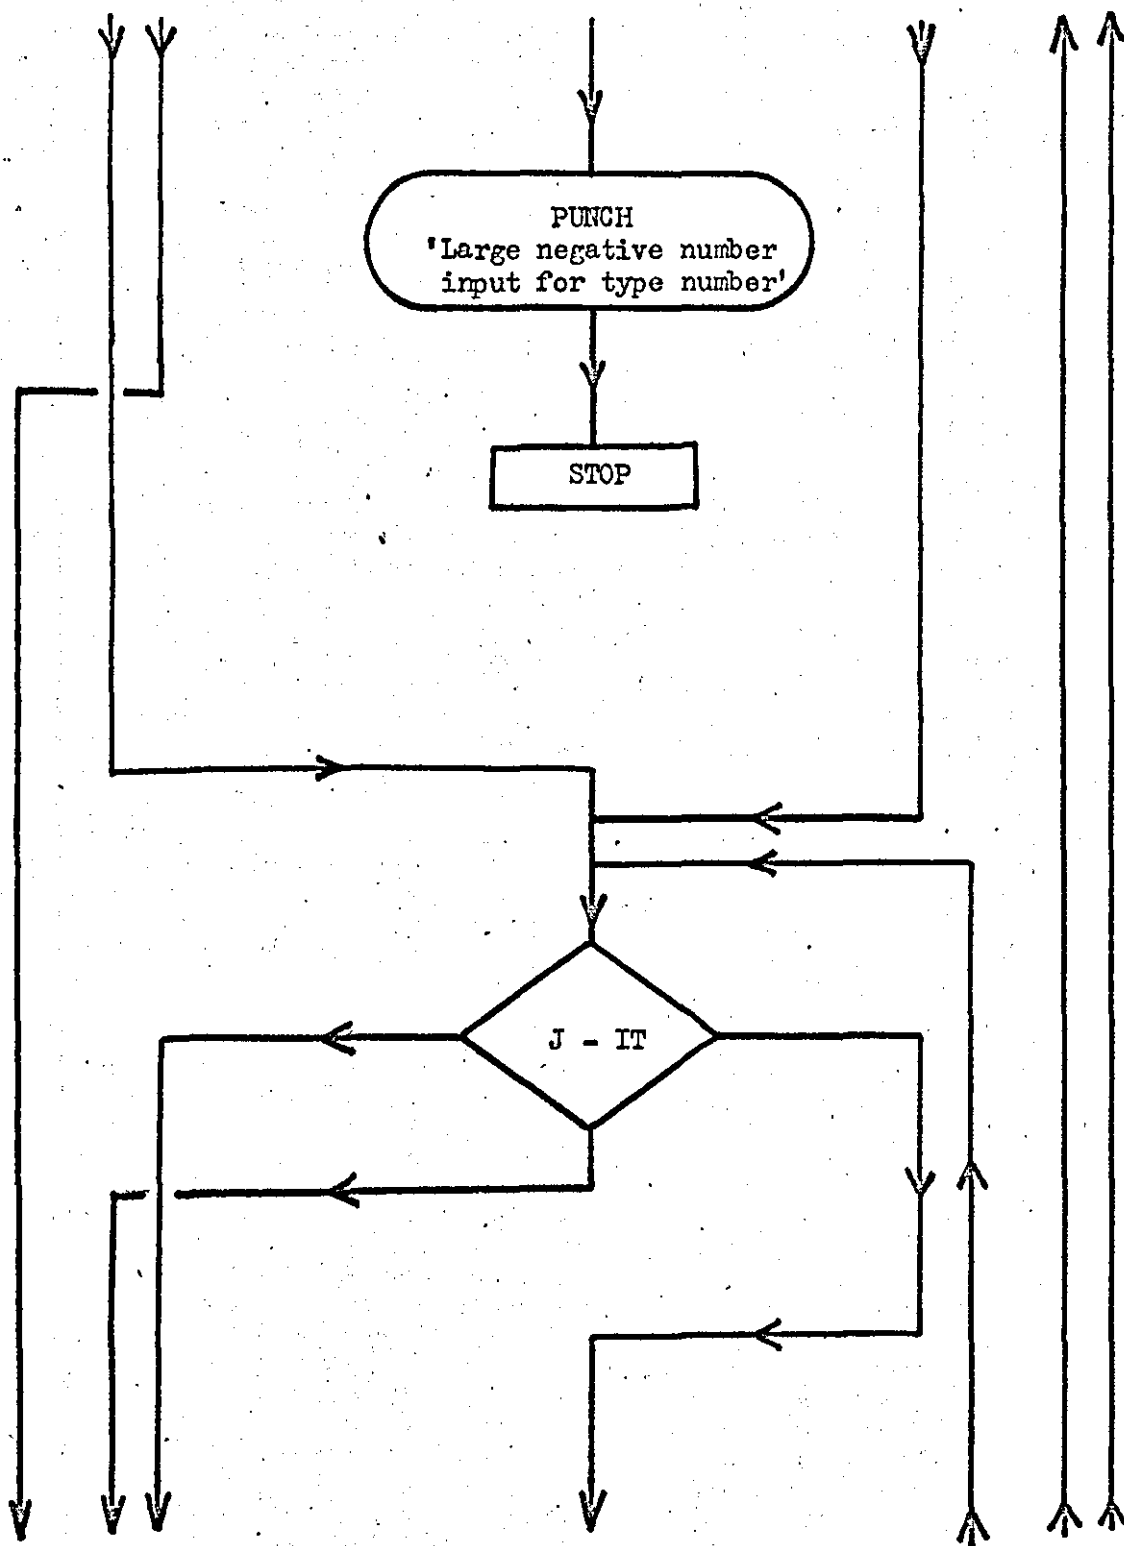 PUNCH
'Large negative number
input for type number'
STOP
J - IT